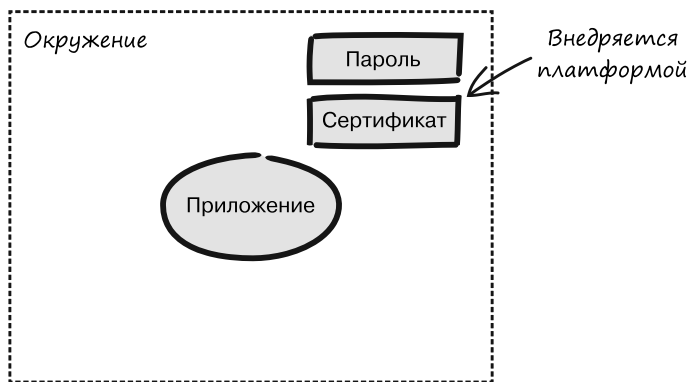 Окружение
Пароль
Внедряется
платформой
Сертификат
Приложение